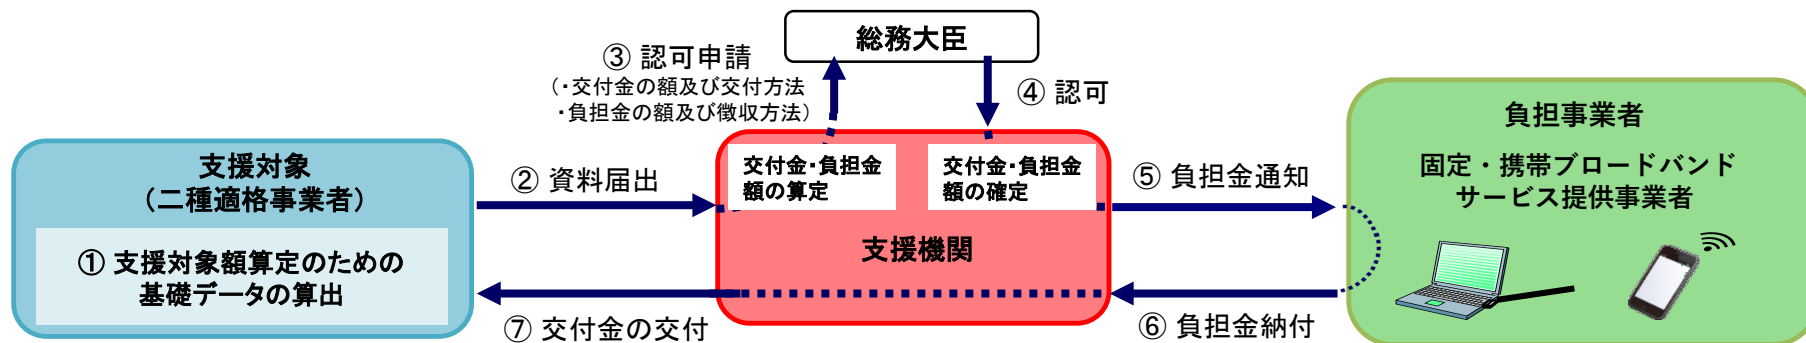 総務大臣
③ 認可申請
（・交付金の額及び交付方法
・負担金の額及び徴収方法）
④ 認可
支援対象
（二種適格事業者）
① 支援対象額算定のための
基礎データの算出
② 資料届出
交付金・負担金
額の算定
交付金・負担金
額の確定
支援機関
⑤ 負担金通知
負担事業者
固定・携帯ブロードバンド
サービス提供事業者
⑥ 負担金納付
⑦ 交付金の交付